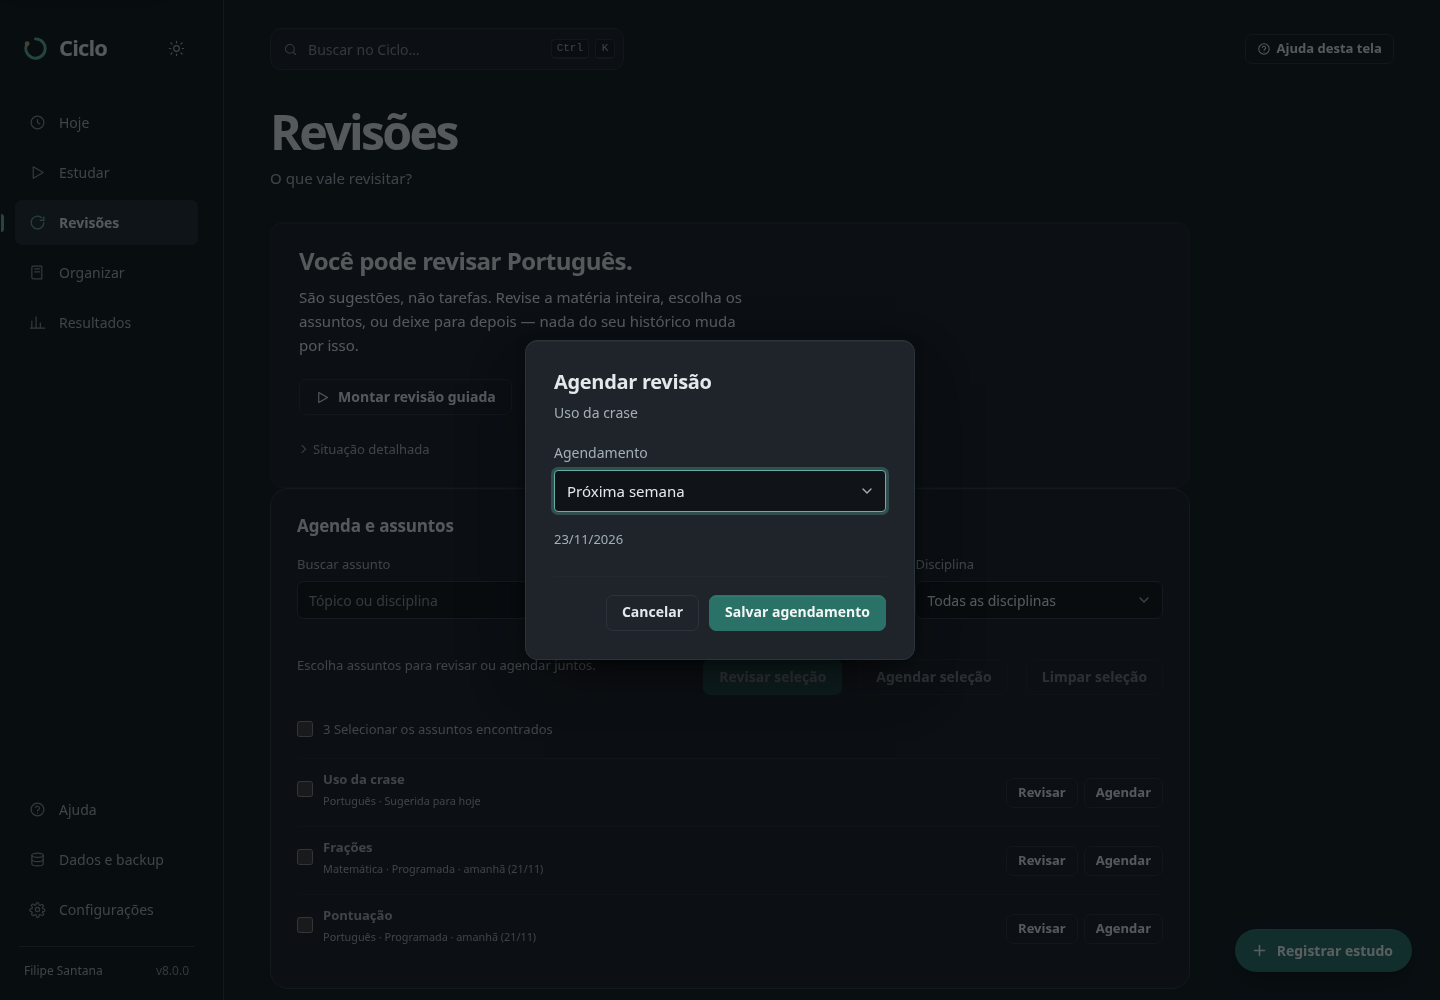 Ciclo
Hoje
Estudar
Revisões
Organizar
Resultados
Ajuda
Dados e backup
Configurações
Filipe Santana v8.0.0
Buscar no Ciclo... Ctrl K
Ajuda desta tela
Revisões
O que vale revisitar?
Você pode revisar Português.
São sugestões, não tarefas. Revise a matéria inteira, escolha os
assuntos, ou deixe para depois — nada do seu histórico muda
por isso.
Montar revisão guiada
Situação detalhada
Agendar revisão
Uso da crase
Agendamento
Próxima semana
23/11/2026
Cancelar Salvar agendamento
Agenda e assuntos
Buscar assunto Disciplina
Tópico ou disciplina Todas as disciplinas
Escolha assuntos para revisar ou agendar juntos.
Revisar seleção Agendar seleção Limpar seleção
3 Selecionar os assuntos encontrados
Uso da crase
Português · Sugerida para hoje
Revisar Agendar
Frações
Matemática · Programada · amanhã (21/11)
Revisar Agendar
Pontuação
Português · Programada · amanhã (21/11)
Revisar Agendar
Registrar estudo